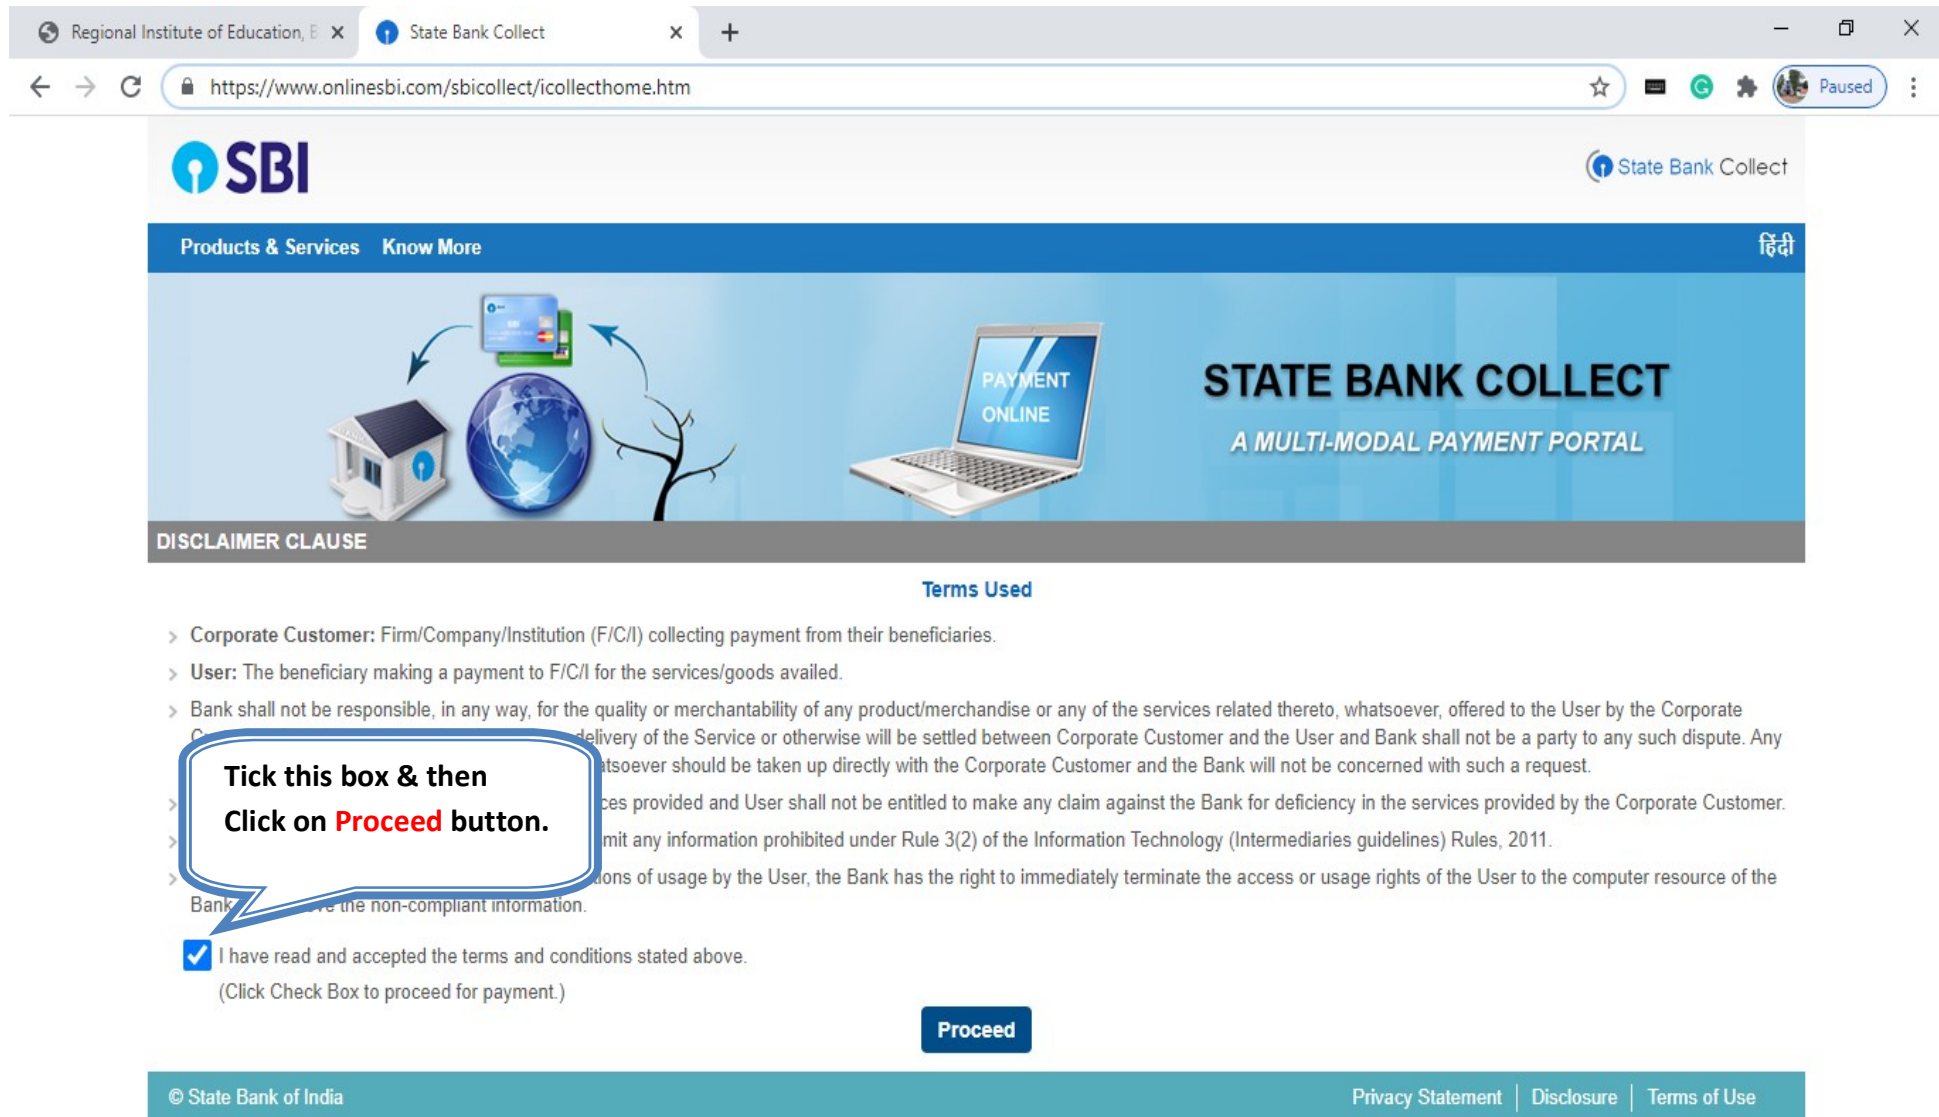 Regional Institute of Education,
State Bank Collect
https://www.onlinesbi.com/sbicollect/icollecthome.htm
Paused
SBI
State Bank Collect
Products & Services Know More
हिंदी
SBI
PAYMENT
ONLINE
STATE BANK COLLECT
A MULTI-MODAL PAYMENT PORTAL
DISCLAIMER CLAUSE
Terms Used
Corporate Customer: Firm/Company/Institution (F/C/I) collecting payment from their beneficiaries.
User: The beneficiary making a payment to F/C/I for the services/goods availed.
Bank shall not be responsible, in any way, for the quality or merchantability of any product/merchandise or any of the services related thereto, whatsoever, offered to the User by the Corporate
delivery of the Service or otherwise will be settled between Corporate Customer and the User and Bank shall not be a party to any such dispute. Any
should be taken up directly with the Corporate Customer and the Bank will not be concerned with such a request.
provided and User shall not be entitled to make any claim against the Bank for deficiency in the services provided by the Corporate Customer.
any information prohibited under Rule 3(2) of the Information Technology (Intermediaries guidelines) Rules, 2011.
of usage by the User, the Bank has the right to immediately terminate the access or usage rights of the User to the computer resource of the
Bank the non-compliant information.
Tick this box & then
Click on Proceed button.
I have read and accepted the terms and conditions stated above.
(Click Check Box to proceed for payment.)
Proceed
© State Bank of India
Privacy Statement | Disclosure | Terms of Use